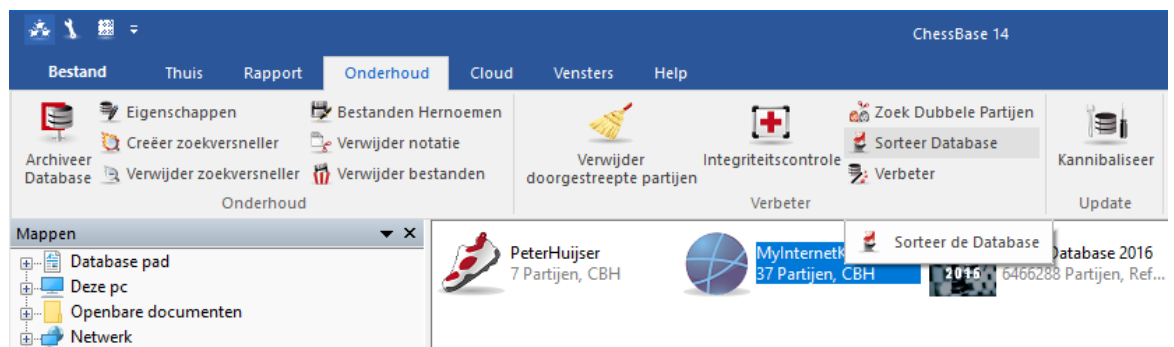 ChessBase 14
Bestand Thuis Rapport Onderhoud Cloud Vensters Help
Archiveer Database
Eigenschappen
Creëer zoekversneller
Verwijder zoekversneller
Bestanden Hernoemen
Verwijder notatie
Verwijder bestanden
Onderhoud
Verwijder
doorgestreepte partijen
Integriteitscontrole
Zoek Dubbele Partijen
Sorteer Database
Verbeter
Verbeter
Kannibaliseer
Update
Mappen
Database pad
Deze pc
Openbare documenten
Netwerk
PeterHuijser
7 Partijen, CBH
37 Partijen, CBH
Sorteer de Database
Database 2016
2016
6466288 Partijen, Ref...